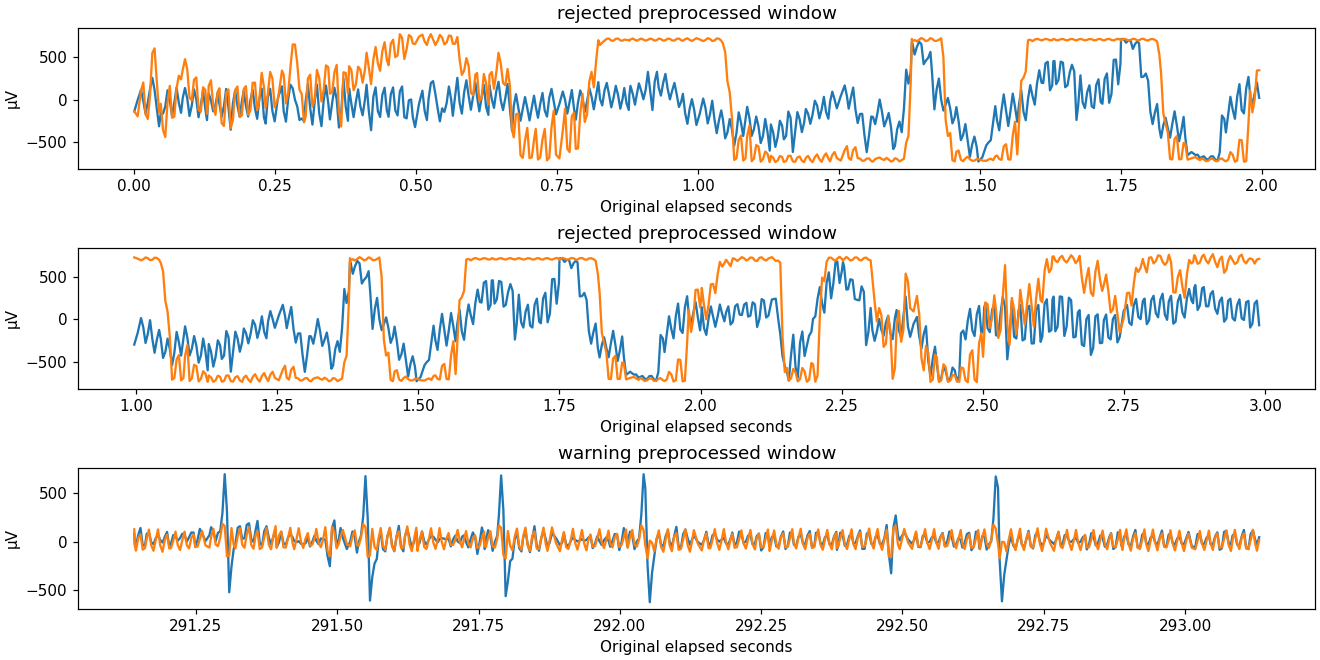 rejected preprocessed window
µV
500
0
−500
0.00 0.25 0.50 0.75 1.00 1.25 1.50 1.75 2.00
Original elapsed seconds
rejected preprocessed window
µV
500
0
−500
1.00 1.25 1.50 1.75 2.00 2.25 2.50 2.75 3.00
Original elapsed seconds
warning preprocessed window
µV
500
0
−500
291.25 291.50 291.75 292.00 292.25 292.50 292.75 293.00
Original elapsed seconds